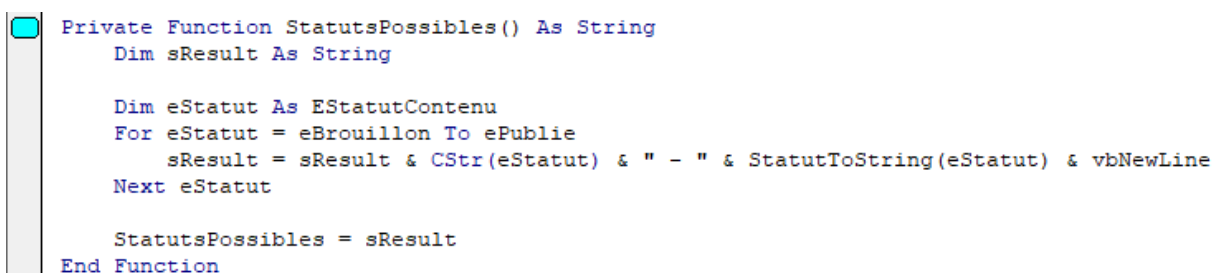 Private Function StatutsPossibles() As String
Dim sResult As String
Dim eStatut As EStatutContenu
For eStatut = eBrouillon To ePublie
sResult = sResult & CStr(eStatut) & " - " & StatutToString(eStatut) & vbNewLine
Next eStatut
StatutsPossibles = sResult
End Function